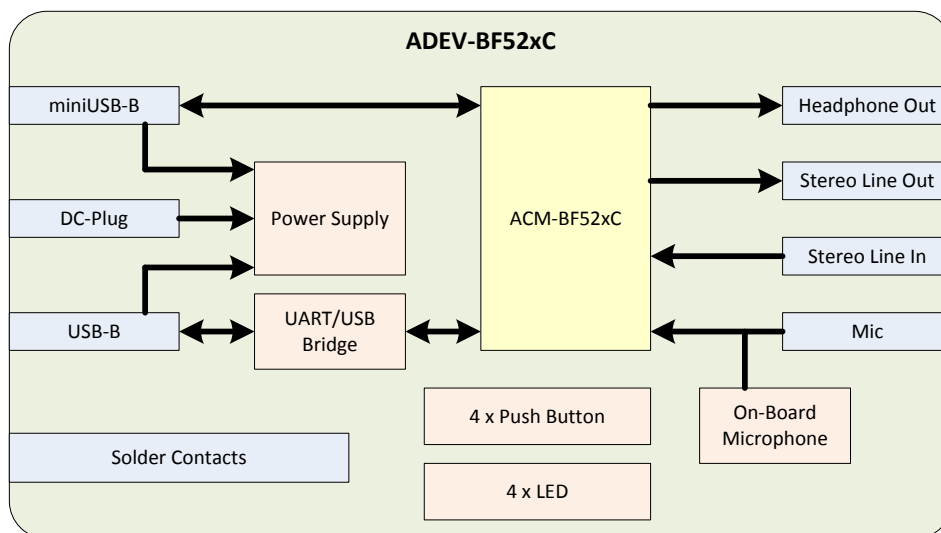 ADEV-BF52xC
miniUSB-B
Headphone Out
Power Supply
Stereo Line Out
DC-Plug
ACM-BF52xC
Stereo Line In
USB-B
UART/USB
Bridge
Mic
4 x Push Button
On-Board
Microphone
Solder Contacts
4 x LED